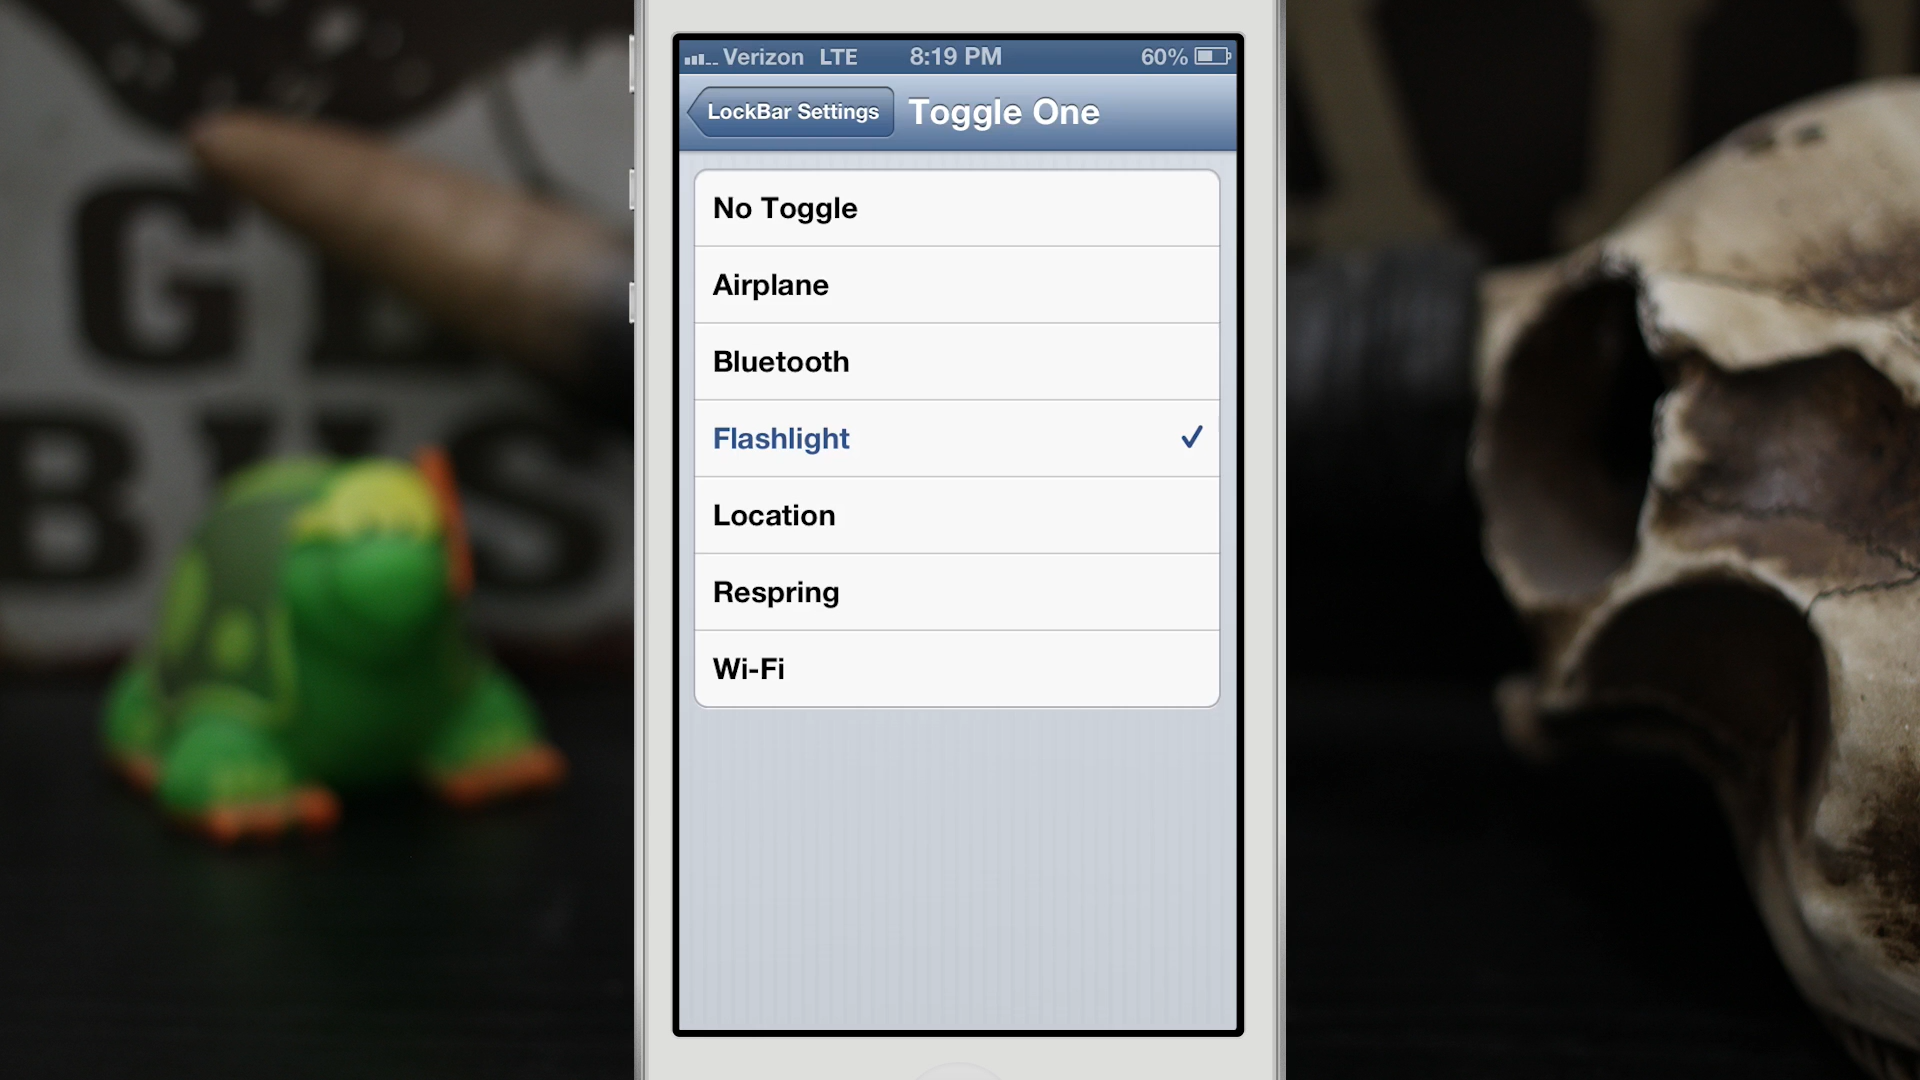 Verizon LTE 8:19 PM 60%
LockBar Settings Toggle One
No Toggle
Airplane
Bluetooth
Flashlight
Location
Respring
Wi-Fi